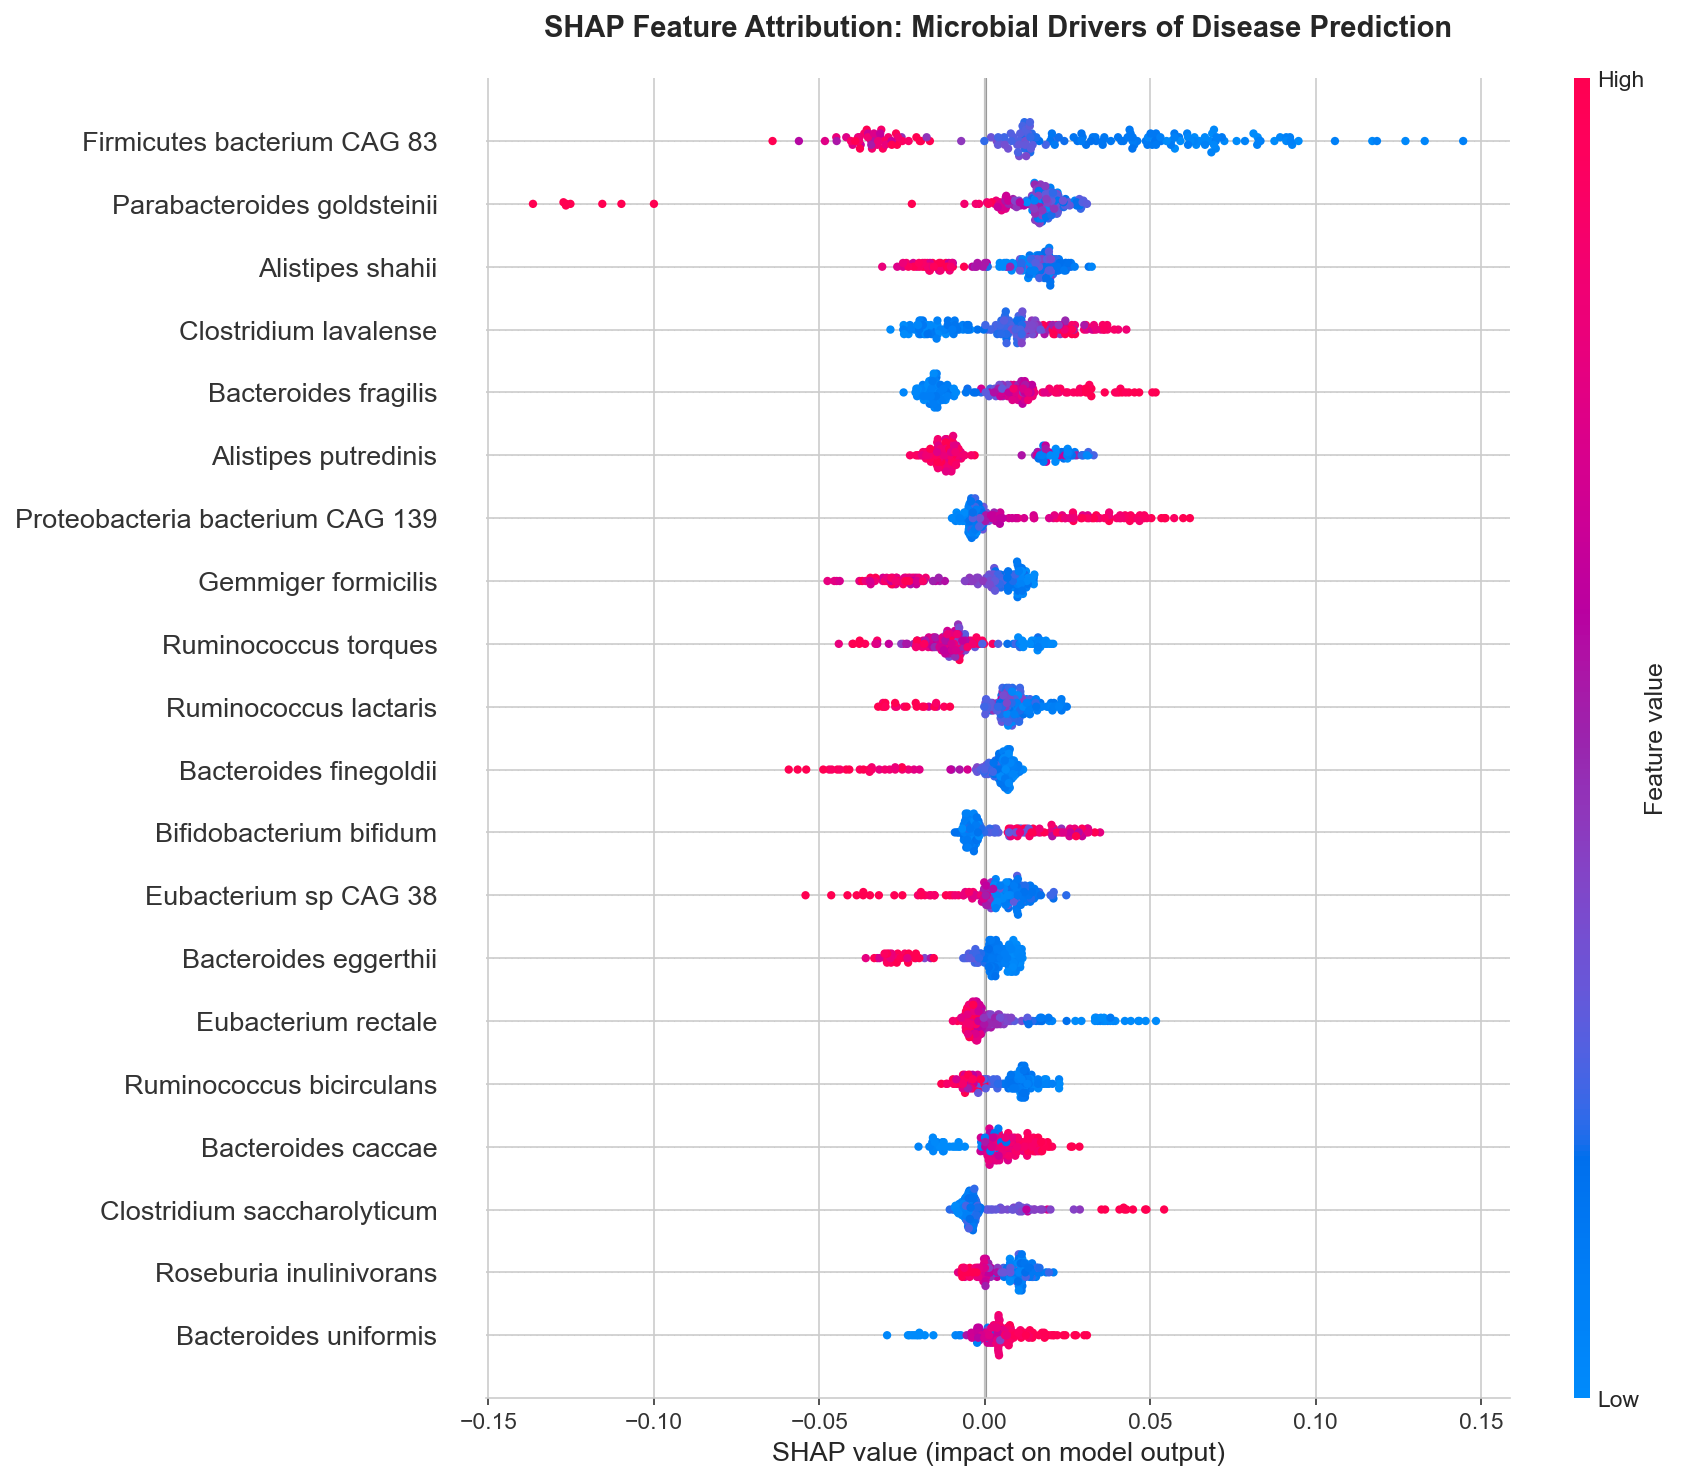 SHAP Feature Attribution: Microbial Drivers of Disease Prediction
High
Firmicutes bacterium CAG 83
Parabacteroides goldsteinii
Alistipes shahii
Clostridium lavalense
Bacteroides fragilis
Alistipes putredinis
Proteobacteria bacterium CAG 139
Gemmiger formicilis
Ruminococcus torques
Ruminococcus lactaris
Feature value
Bacteroides finegoldii
Bifidobacterium bifidum
Eubacterium sp CAG 38
Bacteroides eggerthii
Eubacterium rectale
Ruminococcus bicirculans
Bacteroides caccae
Clostridium saccharolyticum
Roseburia inulinivorans
Bacteroides uniformis
Low
−0.15 −0.10 −0.05 0.00 0.05 0.10 0.15
SHAP value (impact on model output)